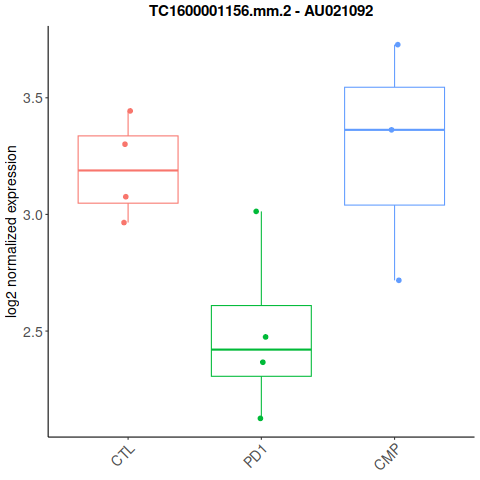 TC1600001156.mm.2 - AU021092
log2 normalized expression
3.5
3.0
2.5
CTL
PD1
CMP